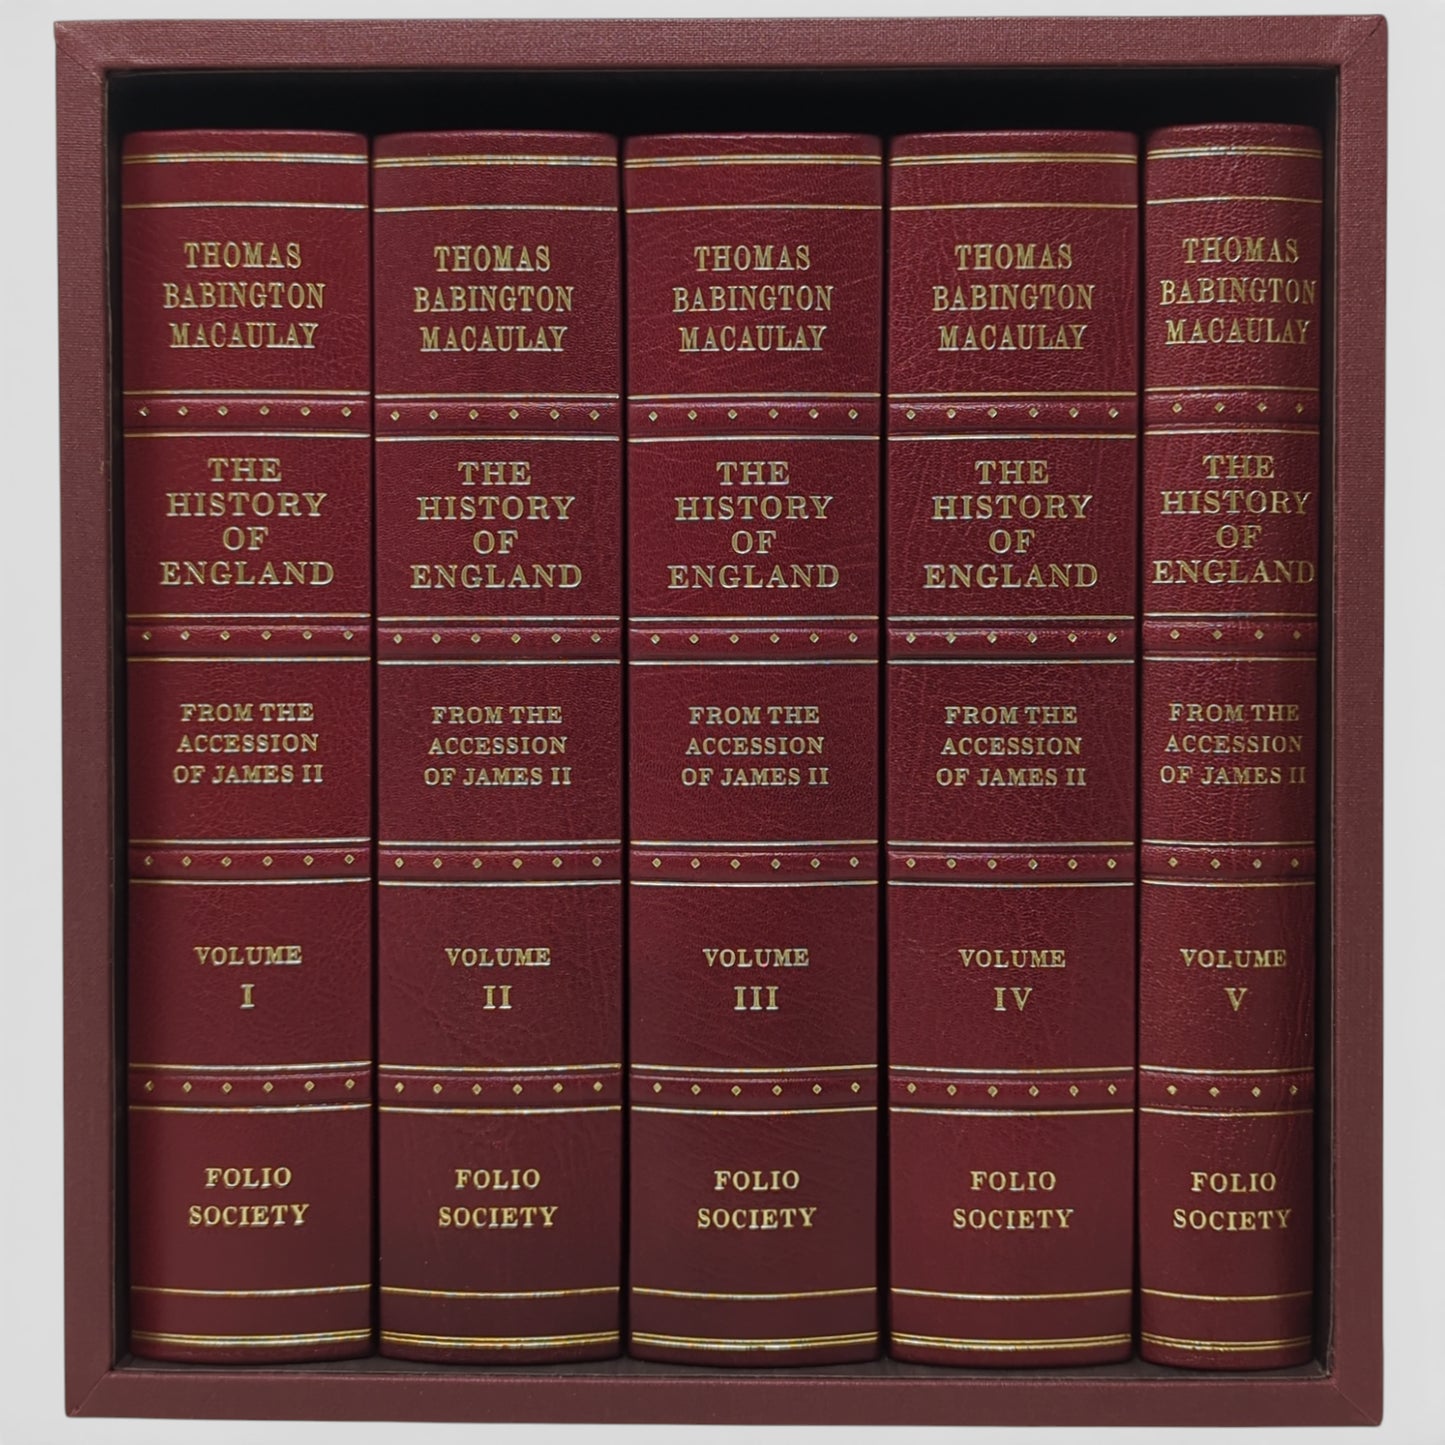 THOMAS
BABINGTON
MACAULAY
THE
HISTORY
OF
ENGLAND
FROM THE
ACCESSION
OF JAMES II
VOLUME
I
FOLIO
SOCIETY
THOMAS
BABINGTON
MACAULAY
THE
HISTORY
OF
ENGLAND
FROM THE
ACCESSION
OF JAMES II
VOLUME
II
FOLIO
SOCIETY
THOMAS
BABINGTON
MACAULAY
THE
HISTORY
OF
ENGLAND
FROM THE
ACCESSION
OF JAMES II
VOLUME
III
FOLIO
SOCIETY
THOMAS
BABINGTON
MACAULAY
THE
HISTORY
OF
ENGLAND
FROM THE
ACCESSION
OF JAMES II
VOLUME
IV
FOLIO
SOCIETY
THOMAS
BABINGTON
MACAULAY
THE
HISTORY
OF
ENGLAND
FROM THE
ACCESSION
OF JAMES II
VOLUME
V
FOLIO
SOCIETY